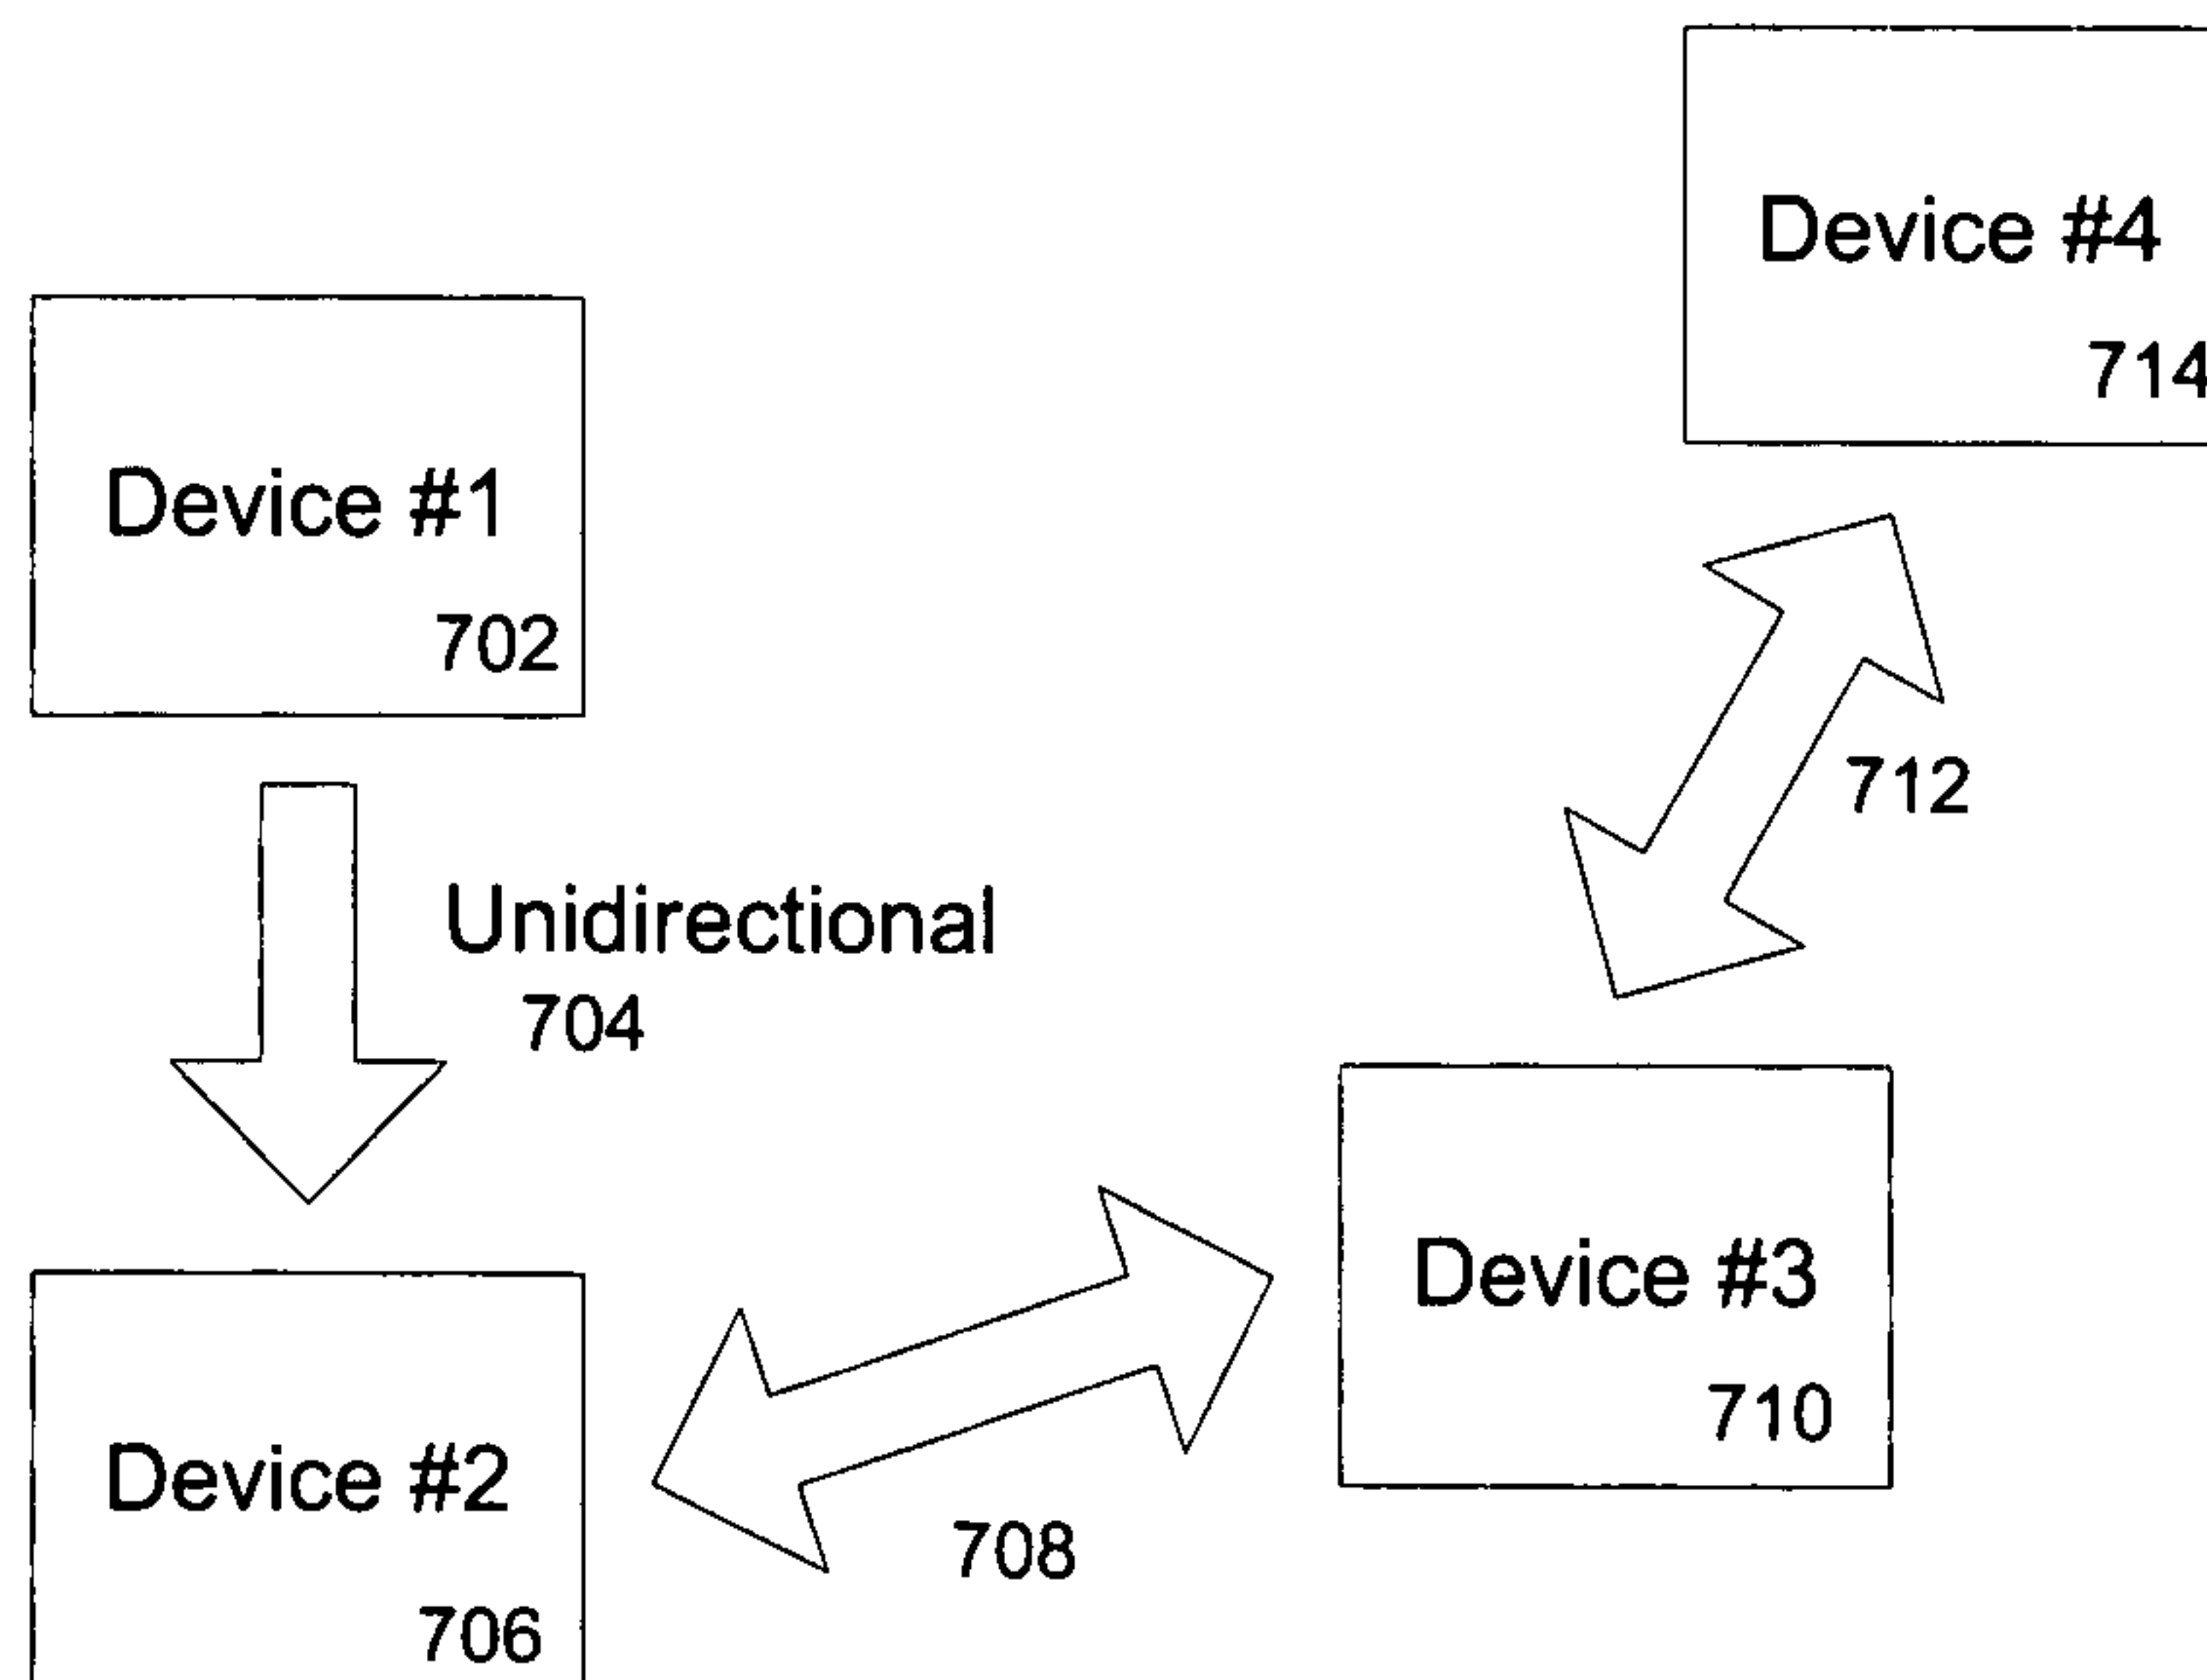 Device #4
714
Device #1
702
712
Unidirectional
704
Device #3
710
Device #2
708
706